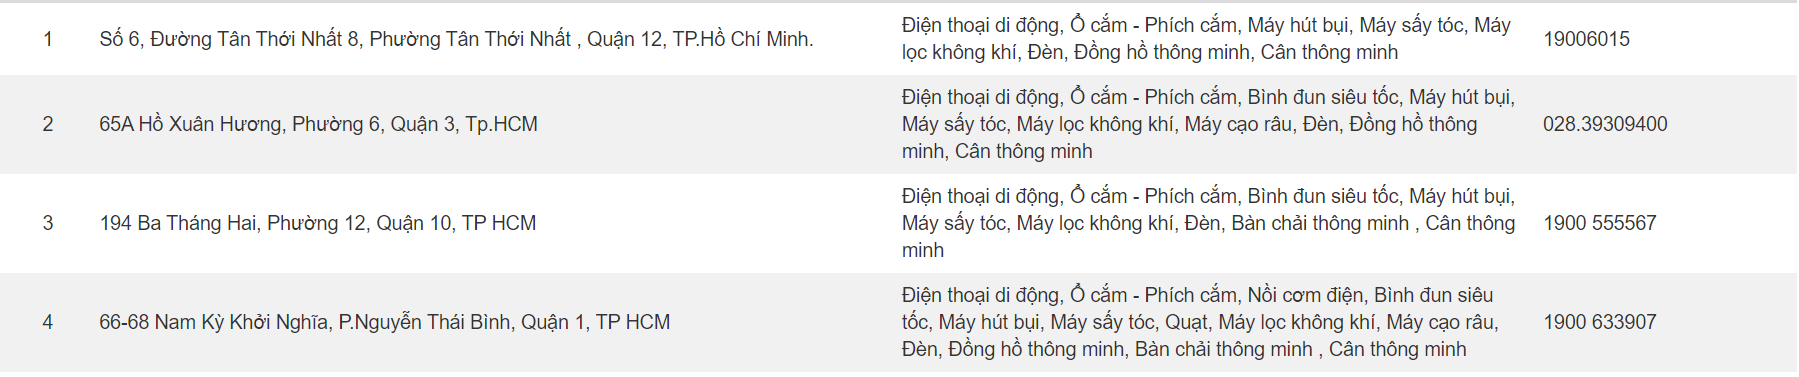 1 Số 6, Đường Tân Thới Nhất 8, Phường Tân Thới Nhất , Quận 12, TP.Hồ Chí Minh.
Điện thoại di động, Ổ cắm - Phích cắm, Máy hút bụi, Máy sấy tóc, Máy
lọc không khí, Đèn, Đồng hồ thông minh, Cân thông minh
19006015
2 65A Hồ Xuân Hương, Phường 6, Quận 3, Tp.HCM
Điện thoại di động, Ổ cắm - Phích cắm, Bình đun siêu tốc, Máy hút bụi,
Máy sấy tóc, Máy lọc không khí, Máy cạo râu, Đèn, Đồng hồ thông
minh, Cân thông minh
028.39309400
3 194 Ba Tháng Hai, Phường 12, Quận 10, TP HCM
Điện thoại di động, Ổ cắm - Phích cắm, Bình đun siêu tốc, Máy hút bụi,
Máy sấy tóc, Máy lọc không khí, Đèn, Bàn chải thông minh , Cân thông
minh
1900 555567
4 66-68 Nam Kỳ Khởi Nghĩa, P.Nguyễn Thái Bình, Quận 1, TP HCM
Điện thoại di động, Ổ cắm - Phích cắm, Nồi cơm điện, Bình đun siêu
tốc, Máy hút bụi, Máy sấy tóc, Quạt, Máy lọc không khí, Máy cạo râu,
Đèn, Đồng hồ thông minh, Bàn chải thông minh , Cân thông minh
1900 633907